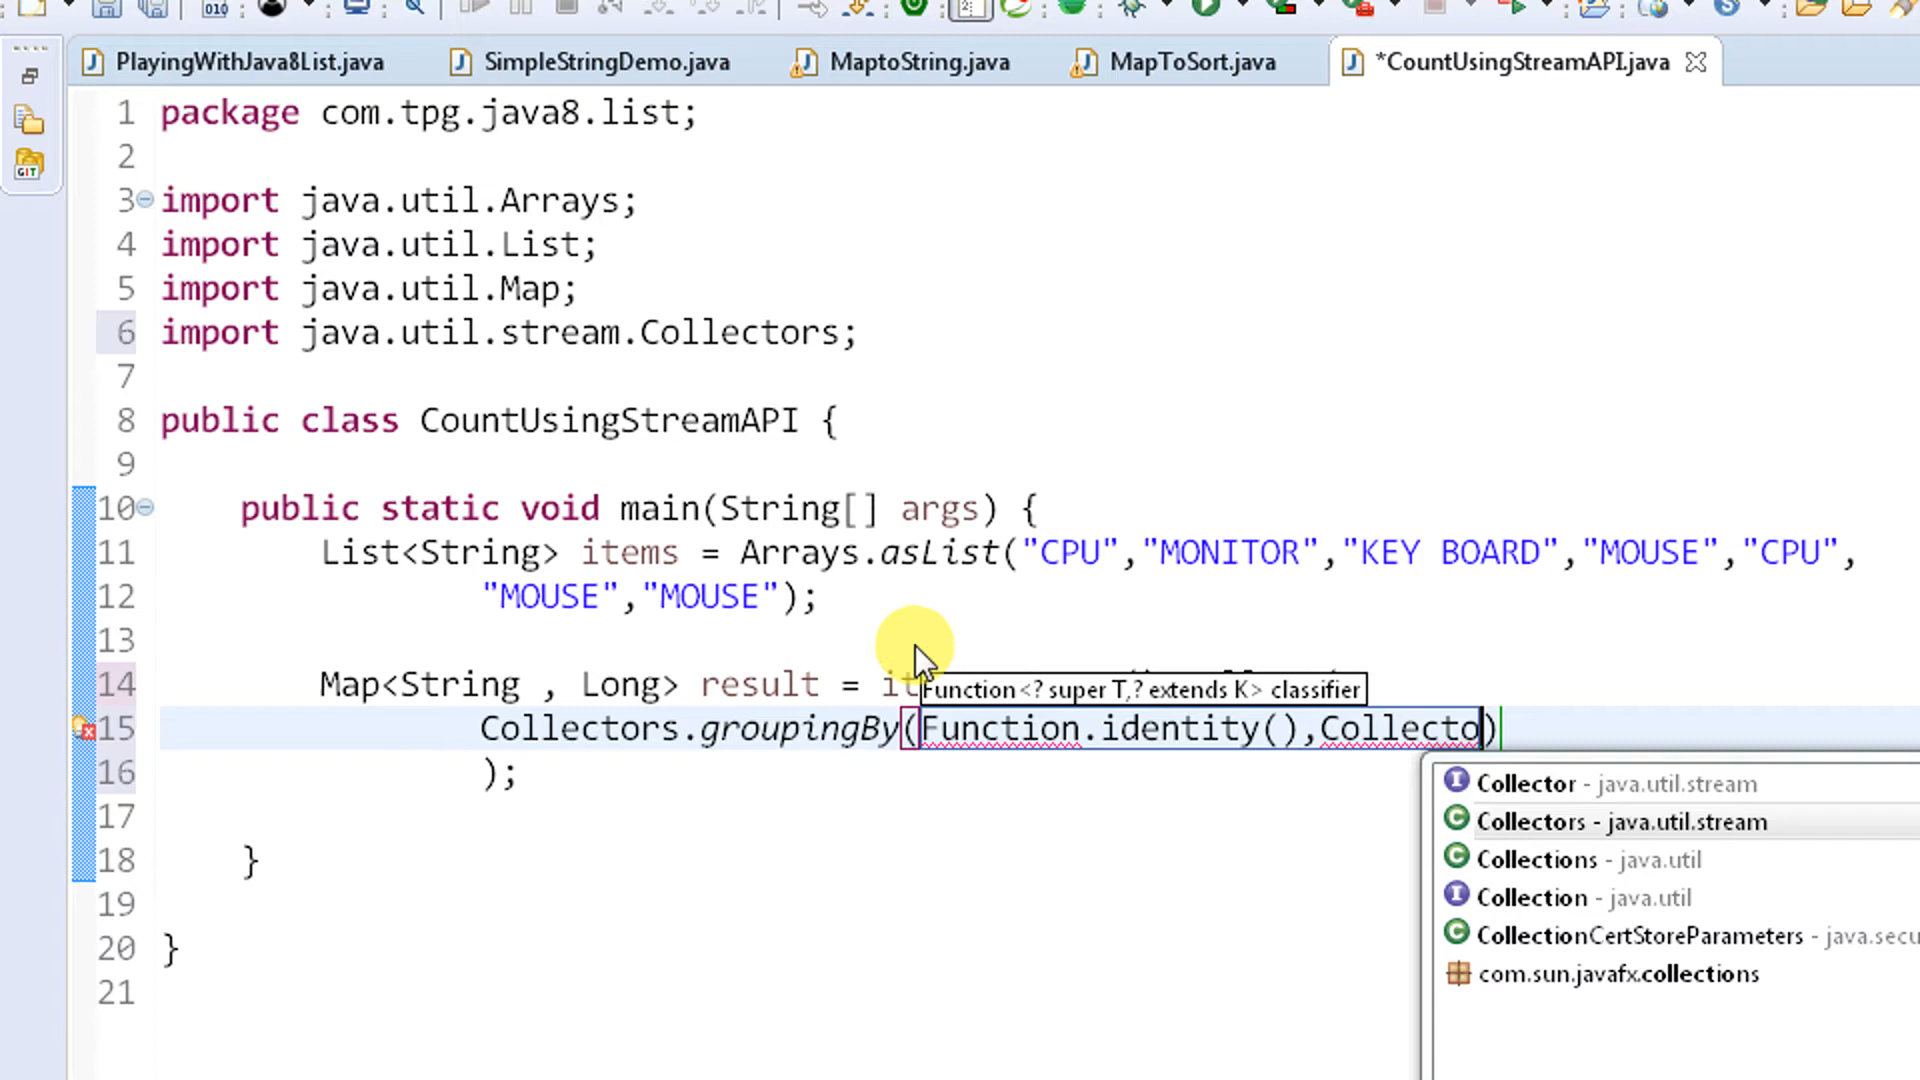 010
PlayingWithJava8List.java SimpleStringDemo.java MaptoString.java MapToSort.java *CountUsingStreamAPI.java
1 package com.tpg.java8.list;
2
3 import java.util.Arrays;
4 import java.util.List;
5 import java.util.Map;
6 import java.util.stream.Collectors;
7
8 public class CountUsingStreamAPI {
9
10 public static void main(String[] args) {
11 List<String> items = Arrays.asList("CPU","MONITOR","KEY BOARD","MOUSE","CPU",
12 "MOUSE","MOUSE");
13
14 Map<String , Long> result = it
Function<? super T,? extends K> classifier
15 Collectors.groupingBy(Function.identity(),Collecto)
16 );
17
18 }
19
20 }
21
Collector - java.util.stream
Collectors - java.util.stream
Collections - java.util
Collection - java.util
CollectionCertStoreParameters - java.secu
com.sun.javafx.collections
GIT